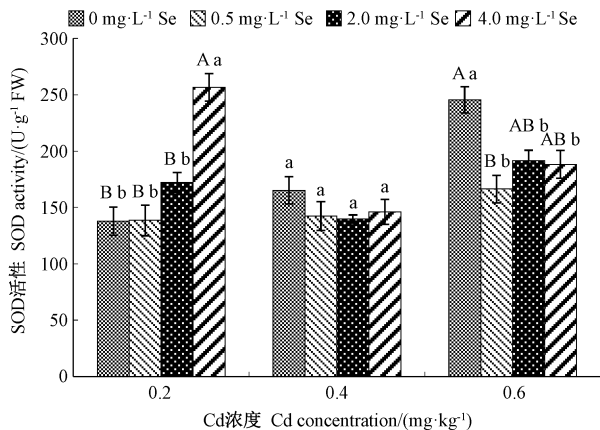 0 mg·L⁻¹ Se 0.5 mg·L⁻¹ Se 2.0 mg·L⁻¹ Se 4.0 mg·L⁻¹ Se
SOD活性 SOD activity/(U·g⁻¹ FW)
300
250
200
150
100
50
0
B b B b B b A a
a a a a
A a B b AB b AB b
0.2 0.4 0.6
Cd浓度 Cd concentration/(mg·kg⁻¹)